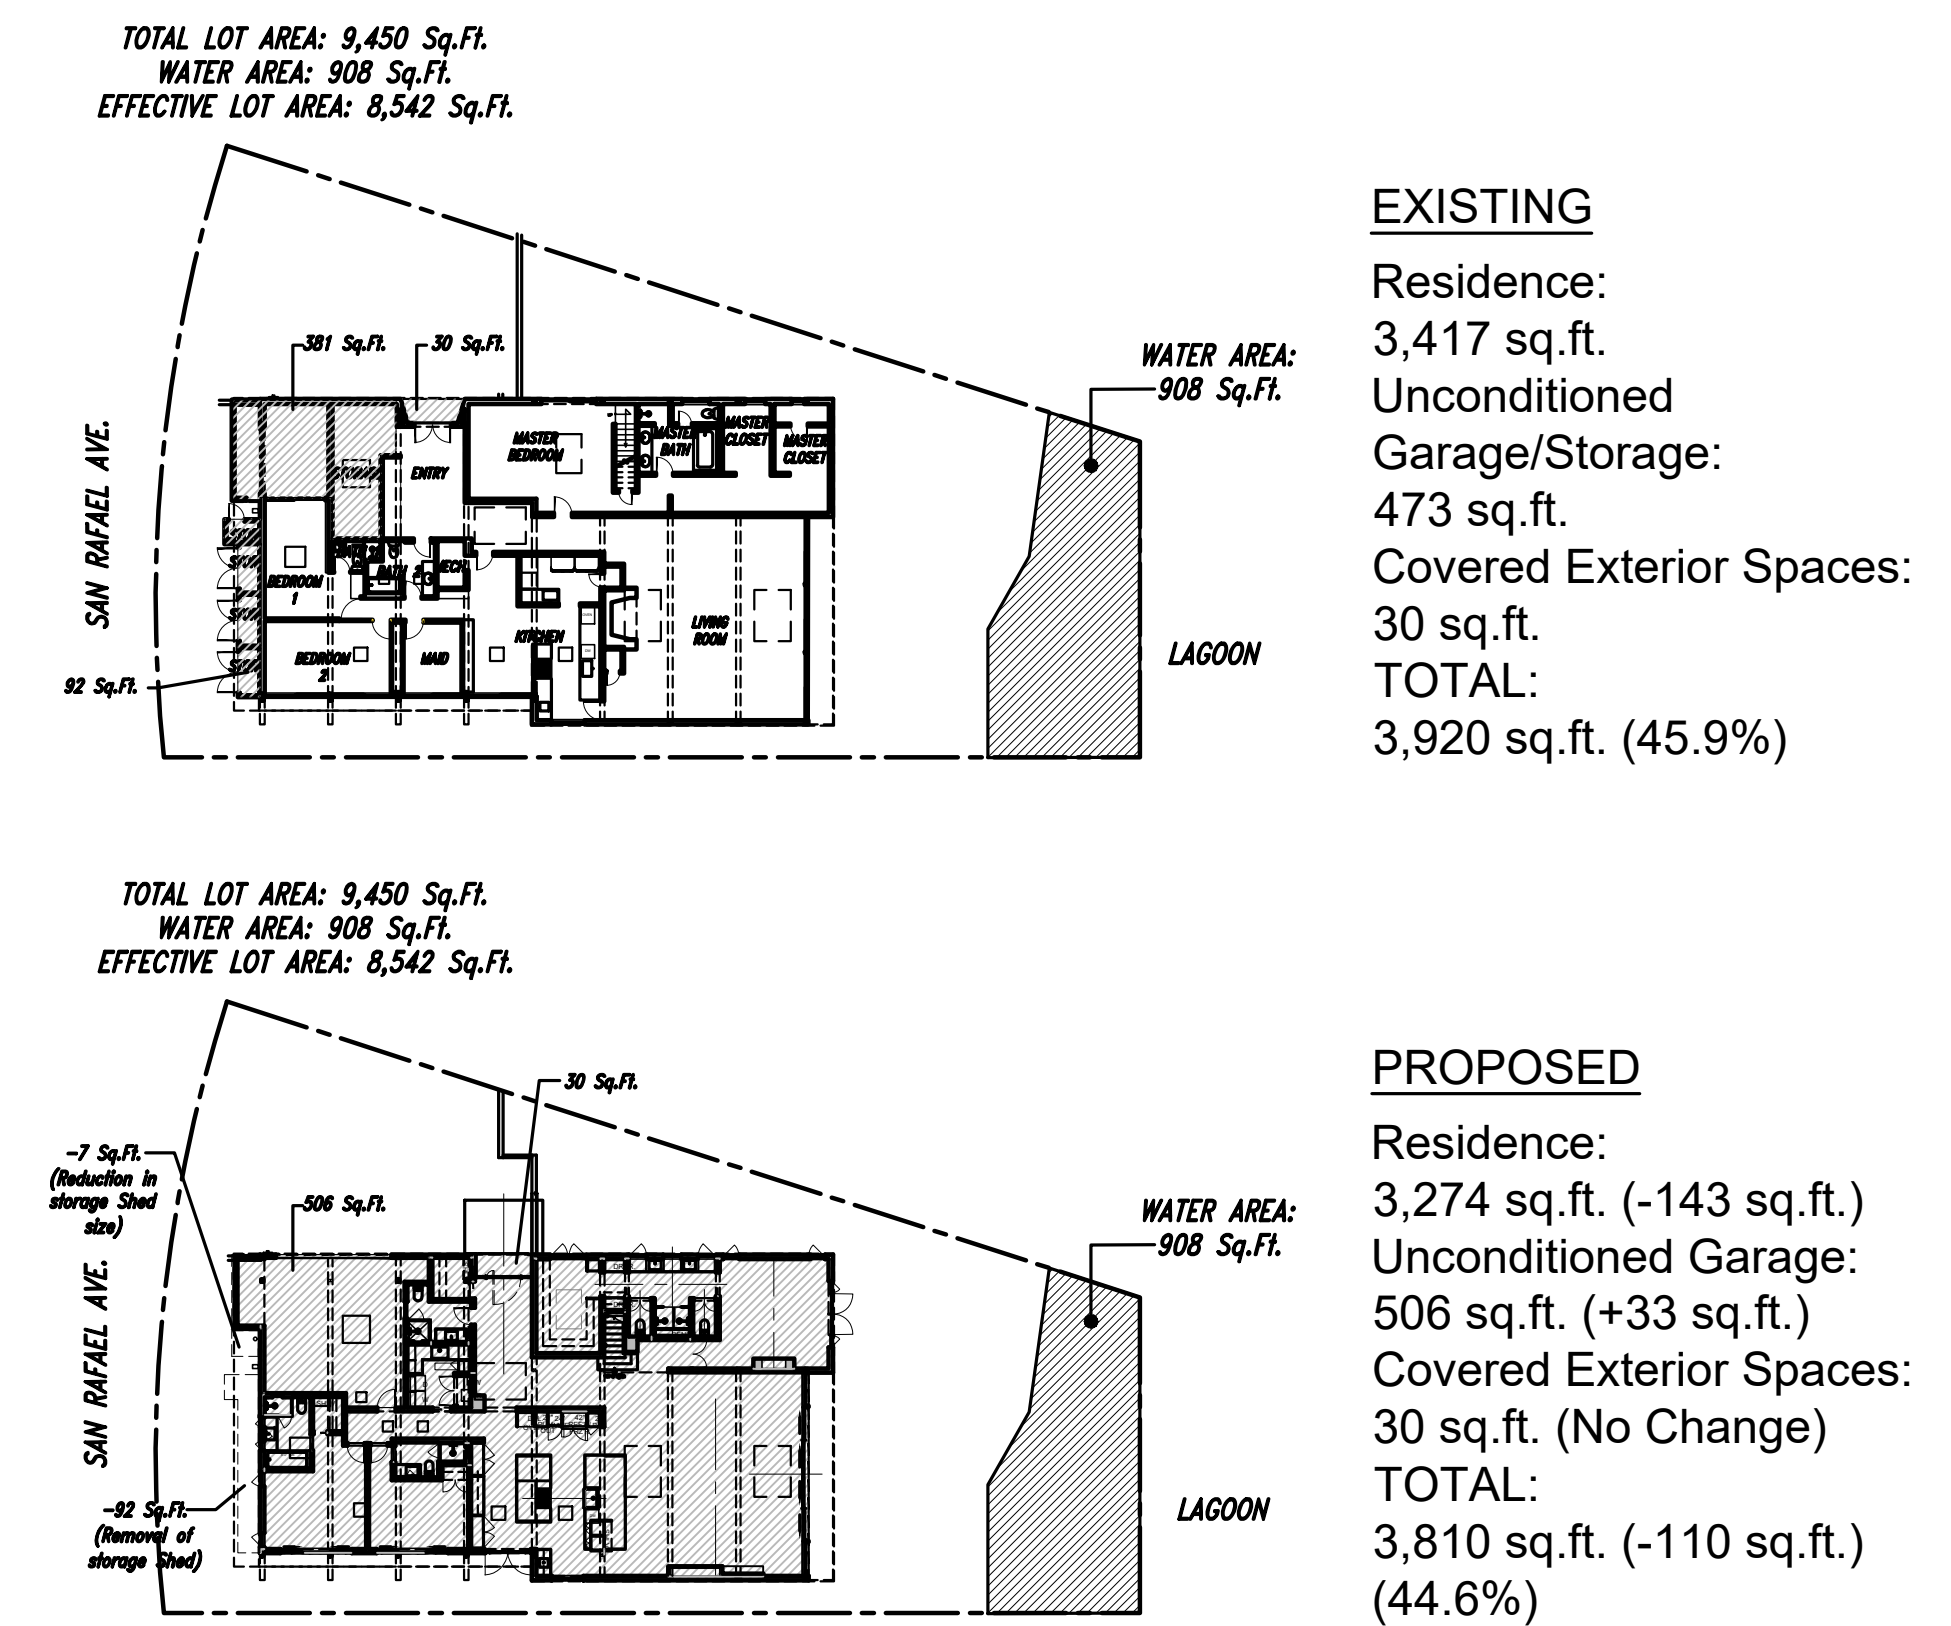 TOTAL LOT AREA: 9,450 Sq.Ft.
WATER AREA: 908 Sq.Ft.
EFFECTIVE LOT AREA: 8,542 Sq.Ft.
381 Sq.Ft.
30 Sq.Ft.
WATER AREA:
908 Sq.Ft.
SAN RAFAEL AVE.
MASTER
BEDROOM
MASTER
BATH
MASTER
CLOSET
MASTER
CLOSET
ENTRY
BEDROOM
1
BATH 2
MECH.
KITCHEN
LIVING
ROOM
BEDROOM
2
MAID
92 Sq.Ft.
LAGOON
EXISTING
Residence:
3,417 sq.ft.
Unconditioned
Garage/Storage:
473 sq.ft.
Covered Exterior Spaces:
30 sq.ft.
TOTAL:
3,920 sq.ft. (45.9%)
TOTAL LOT AREA: 9,450 Sq.Ft.
WATER AREA: 908 Sq.Ft.
EFFECTIVE LOT AREA: 8,542 Sq.Ft.
30 Sq.Ft.
-7 Sq.Ft.
(Reduction in
storage Shed
size)
506 Sq.Ft.
WATER AREA:
908 Sq.Ft.
SAN RAFAEL AVE.
-92 Sq.Ft.
(Removal of
storage Shed)
LAGOON
PROPOSED
Residence:
3,274 sq.ft. (-143 sq.ft.)
Unconditioned Garage:
506 sq.ft. (+33 sq.ft.)
Covered Exterior Spaces:
30 sq.ft. (No Change)
TOTAL:
3,810 sq.ft. (-110 sq.ft.)
(44.6%)